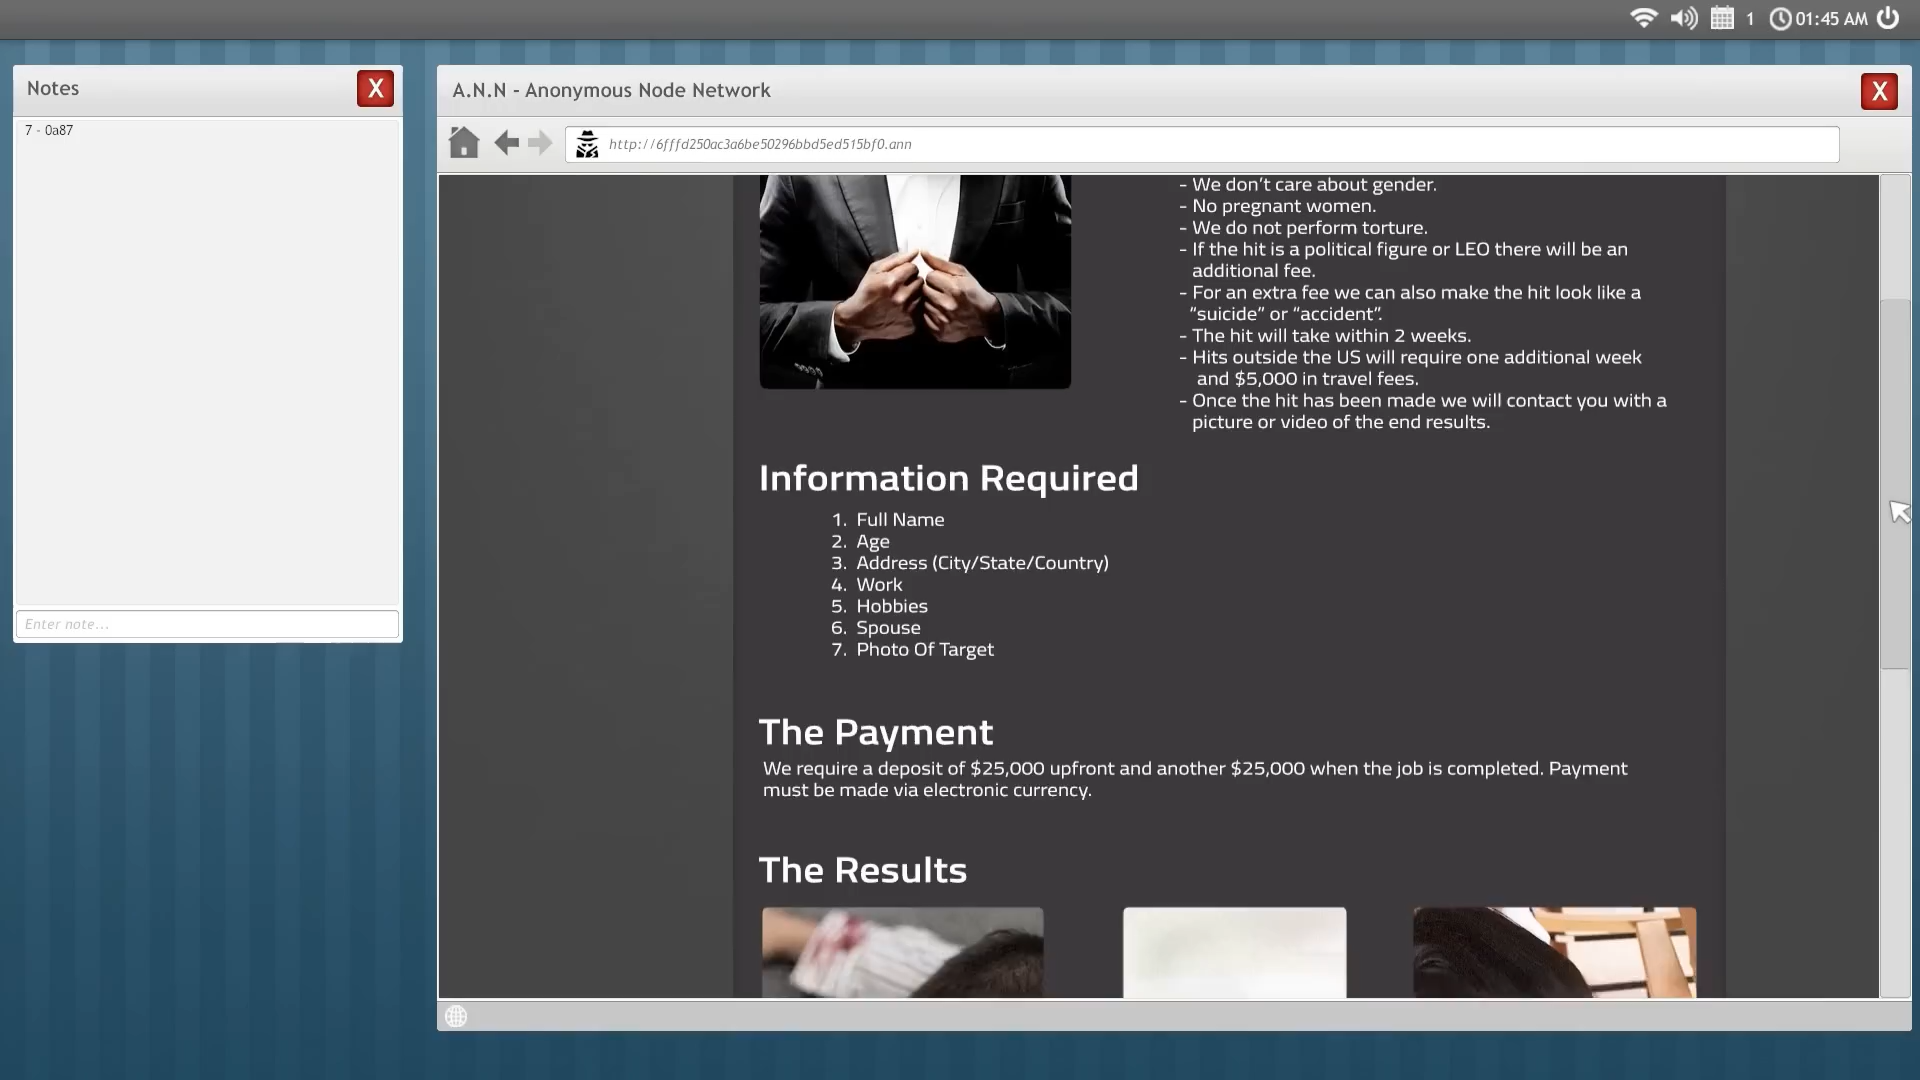 1 01:45 AM
Notes X
7 - 0a87
Enter note...
A.N.N - Anonymous Node Network X
http://6fffd250ac3a6be50296bbd5ed515bf0.ann
- We don't care about gender.
- No pregnant women.
- We do not perform torture.
- If the hit is a political figure or LEO there will be an
additional fee.
- For an extra fee we can also make the hit look like a
"suicide" or "accident".
- The hit will take within 2 weeks.
- Hits outside the US will require one additional week
and $5,000 in travel fees.
- Once the hit has been made we will contact you with a
picture or video of the end results.
Information Required
1. Full Name
2. Age
3. Address (City/State/Country)
4. Work
5. Hobbies
6. Spouse
7. Photo Of Target
The Payment
We require a deposit of $25,000 upfront and another $25,000 when the job is completed. Payment
must be made via electronic currency.
The Results